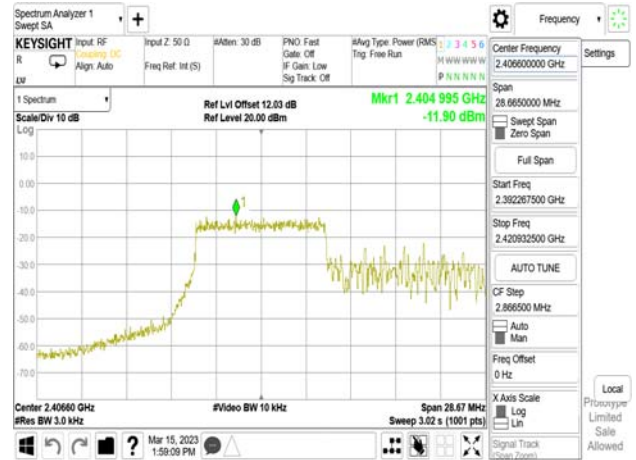 Spectrum Analyzer 1
Swept SA
+
Frequency
KEYSIGHT
R
Input: RF
Coupling: DC
Align: Auto
Input Z: 50 Ω
Freq Ref: Int (S)
#Atten: 30 dB
PNO: Fast
Gate: Off
IF Gain: Low
Sig Track: Off
#Avg Type: Power (RMS
Trig: Free Run
1 2 3 4 5 6
M W W W W W
P N N N N N
1 Spectrum
Scale/Div 10 dB
Log
Ref Lvl Offset 12.03 dB
Ref Level 20.00 dBm
Mkr1 2.404 995 GHz
-11.90 dBm
1
10.0
0.00
-10.0
-20.0
-30.0
-40.0
-50.0
-60.0
-70.0
Center 2.40660 GHz
#Res BW 3.0 kHz
#Video BW 10 kHz
Span 28.67 MHz
Sweep 3.02 s (1001 pts)
Mar 15, 2023
1:59:09 PM
Center Frequency
2.406600000 GHz
Settings
Span
28.6650000 MHz
Swept Span
Zero Span
Full Span
Start Freq
2.392267500 GHz
Stop Freq
2.420932500 GHz
AUTO TUNE
CF Step
2.866500 MHz
Auto
Man
Freq Offset
0 Hz
X Axis Scale
Log
Lin
Signal Track
(Span Zoom)
Local
Prototype
Limited
Sale
Allowed